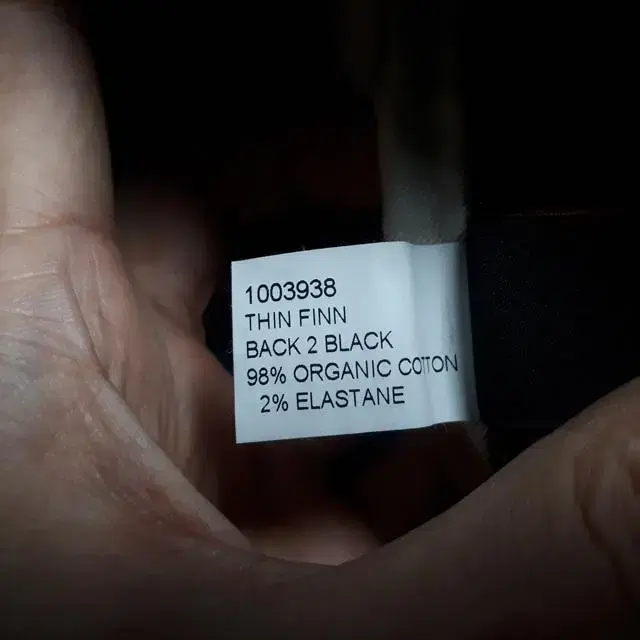 1003938
THIN FINN
BACK 2 BLACK
98% ORGANIC COTTON
2% ELASTANE